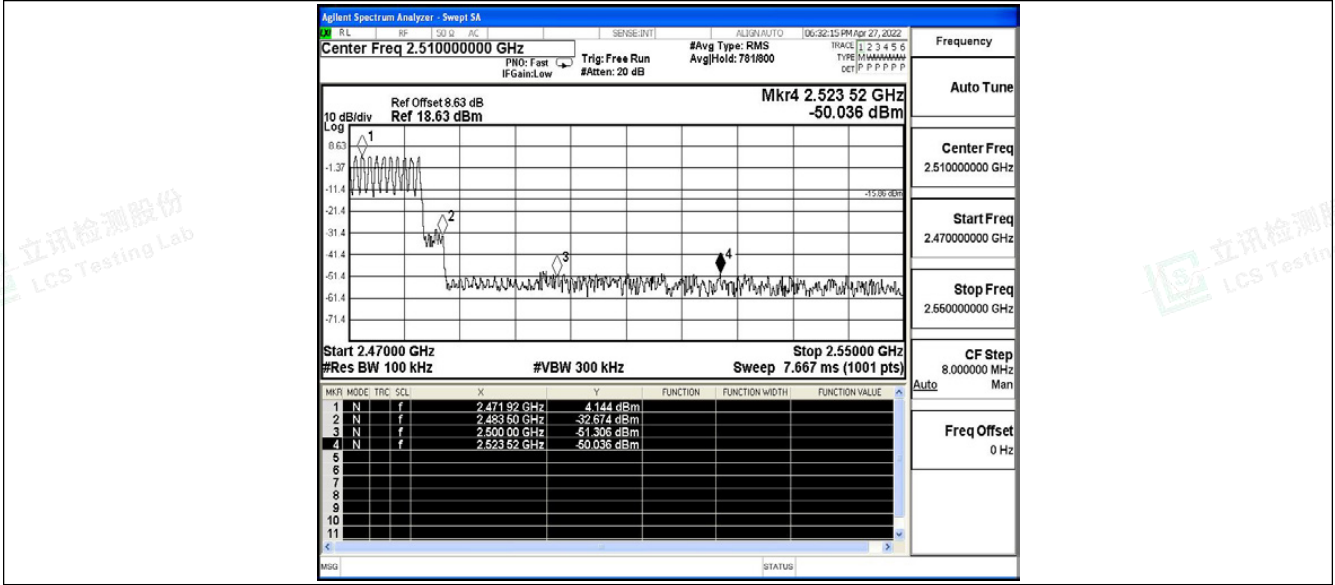 Agilent Spectrum Analyzer - Swept SA
RL RF 50 Ω AC SENSE:INT ALIGNAUTO 06:32:15 PM Apr 27, 2022
Center Freq 2.510000000 GHz
PNO: Fast
IFGain:Low
Trig: Free Run
#Atten: 20 dB
#Avg Type: RMS
Avg|Hold: 781/800
TRACE 1 2 3 4 5 6
TYPE MWWWWW
DET P P P P P P
Frequency
Auto Tune
Center Freq
2.510000000 GHz
Start Freq
2.470000000 GHz
Stop Freq
2.550000000 GHz
CF Step
8.000000 MHz
Auto Man
Freq Offset
0 Hz
Mkr4 2.523 52 GHz
-50.036 dBm
Ref Offset 8.63 dB
10 dB/div Ref 18.63 dBm
Log
8.63
-1.37
-11.4
-21.4
-31.4
-41.4
-51.4
-61.4
-71.4
1
2
3
4
-15.86 dBm
Start 2.47000 GHz Stop 2.55000 GHz
#Res BW 100 kHz #VBW 300 kHz Sweep 7.667 ms (1001 pts)
MKR MODE TRC SCL X Y FUNCTION FUNCTION WIDTH FUNCTION VALUE
1 N f 2.471 92 GHz 4.144 dBm
2 N f 2.483 50 GHz -32.674 dBm
3 N f 2.500 00 GHz -51.306 dBm
4 N f 2.523 52 GHz -50.036 dBm
5
6
7
8
9
10
11
MSG STATUS
立讯检测股份
LCS Testing Lab
立讯检测
LCS Testin